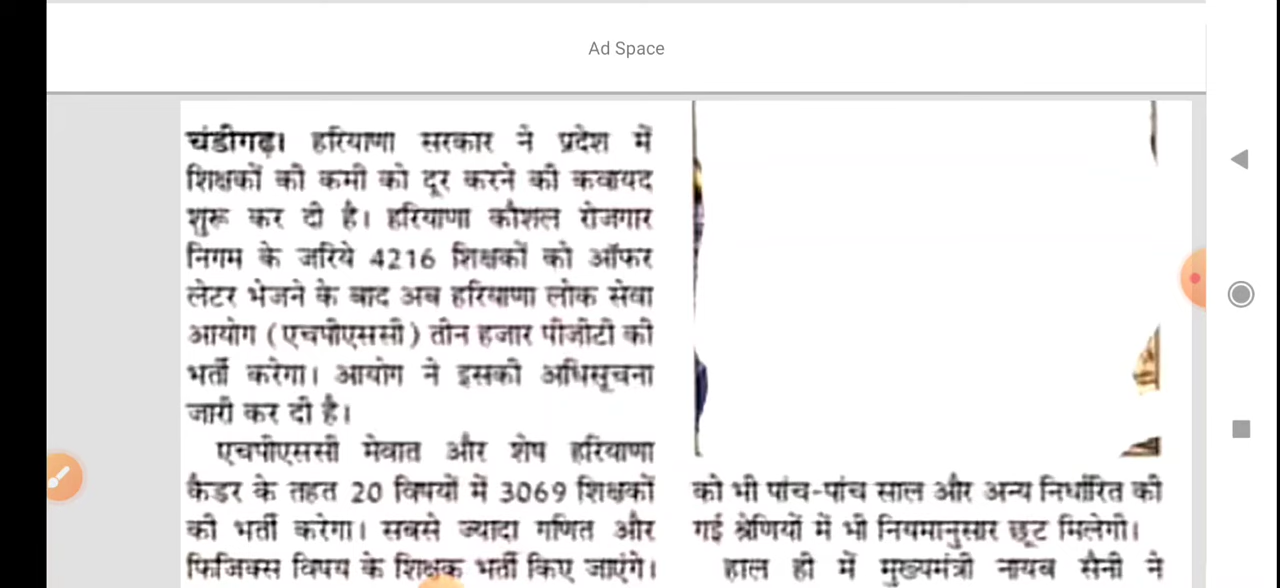 Ad Space
चंडीगढ़। हरियाणा सरकार ने प्रदेश में
शिक्षकों की कमी को दूर करने की कवायद
शुरू कर दी है। हरियाणा कौशल रोजगार
निगम के जरिये 4216 शिक्षकों को ऑफर
लेटर भेजने के बाद अब हरियाणा लोक सेवा
आयोग (एचपीएससी) तीन हजार पीजीटी की
भर्ती करेगा। आयोग ने इसकी अधिसूचना
जारी कर दी है।
एचपीएससी मेवात और शेष हरियाणा
कैडर के तहत 20 विषयों में 3069 शिक्षकों
की भर्ती करेगा। सबसे ज्यादा गणित और
फिजिक्स विषय के शिक्षक भर्ती किए जाएंगे।
को भी पांच-पांच साल और अन्य निर्धारित की
गई श्रेणियों में भी नियमानुसार छूट मिलेगी।
हाल ही में मुख्यमंत्री नायब सैनी ने